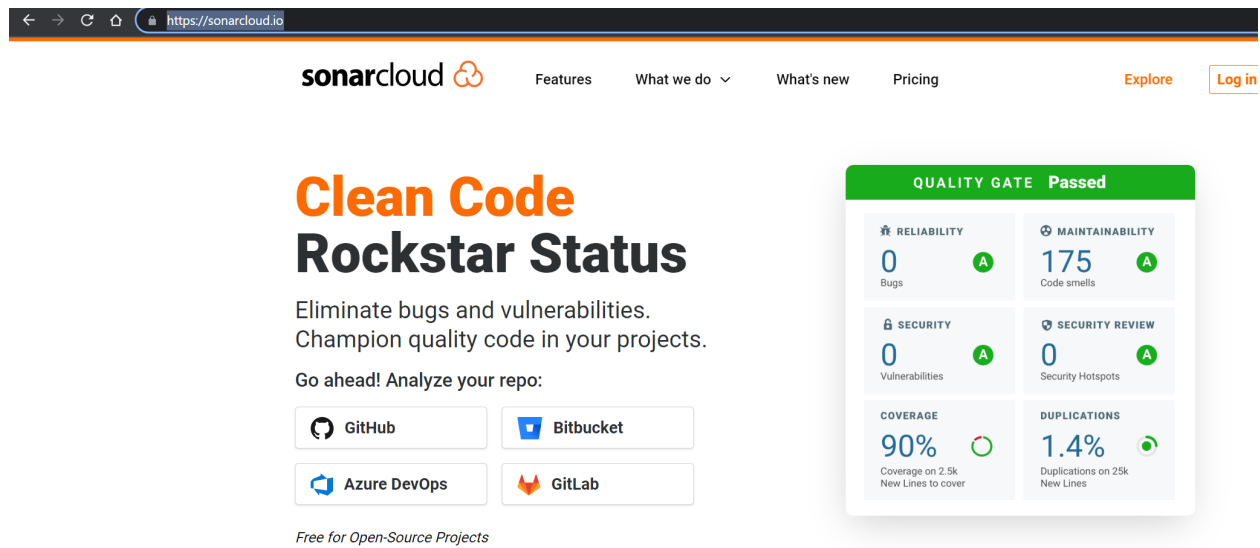 https://sonarcloud.io
sonarcloud
Features
What we do
What's new
Pricing
Explore
Log in
Clean Code
Rockstar Status
Eliminate bugs and vulnerabilities.
Champion quality code in your projects.
Go ahead! Analyze your repo:
GitHub
Bitbucket
Azure DevOps
GitLab
Free for Open-Source Projects
QUALITY GATE Passed
RELIABILITY
0
A
Bugs
MAINTAINABILITY
175
A
Code smells
SECURITY
0
A
Vulnerabilities
SECURITY REVIEW
0
A
Security Hotspots
COVERAGE
90%
Coverage on 2.5k
New Lines to cover
DUPLICATIONS
1.4%
Duplications on 25k
New Lines